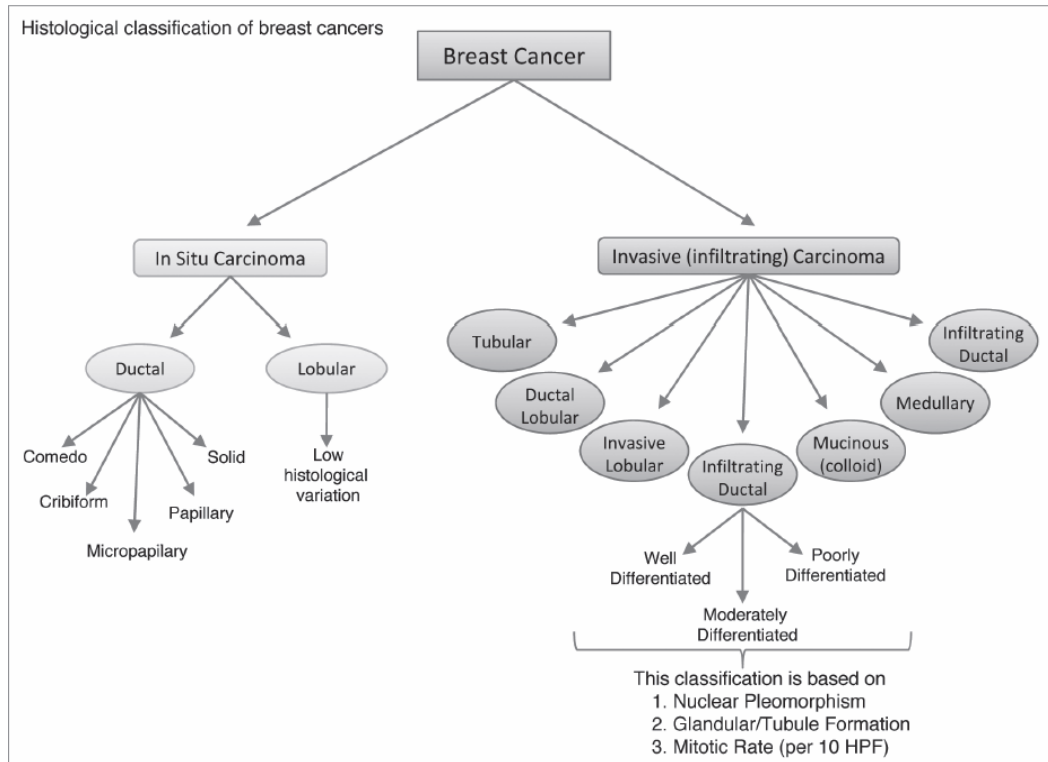 Histological classification of breast cancers
Breast Cancer
In Situ Carcinoma
Invasive (infiltrating) Carcinoma
Ductal
Lobular
Comedo
Cribiform
Micropapilary
Papillary
Solid
Low
histological
variation
Tubular
Ductal
Lobular
Invasive
Lobular
Infiltrating
Ductal
Mucinous
(colloid)
Medullary
Infiltrating
Ductal
Well
Differentiated
Moderately
Differentiated
Poorly
Differentiated
This classification is based on
1. Nuclear Pleomorphism
2. Glandular/Tubule Formation
3. Mitotic Rate (per 10 HPF)